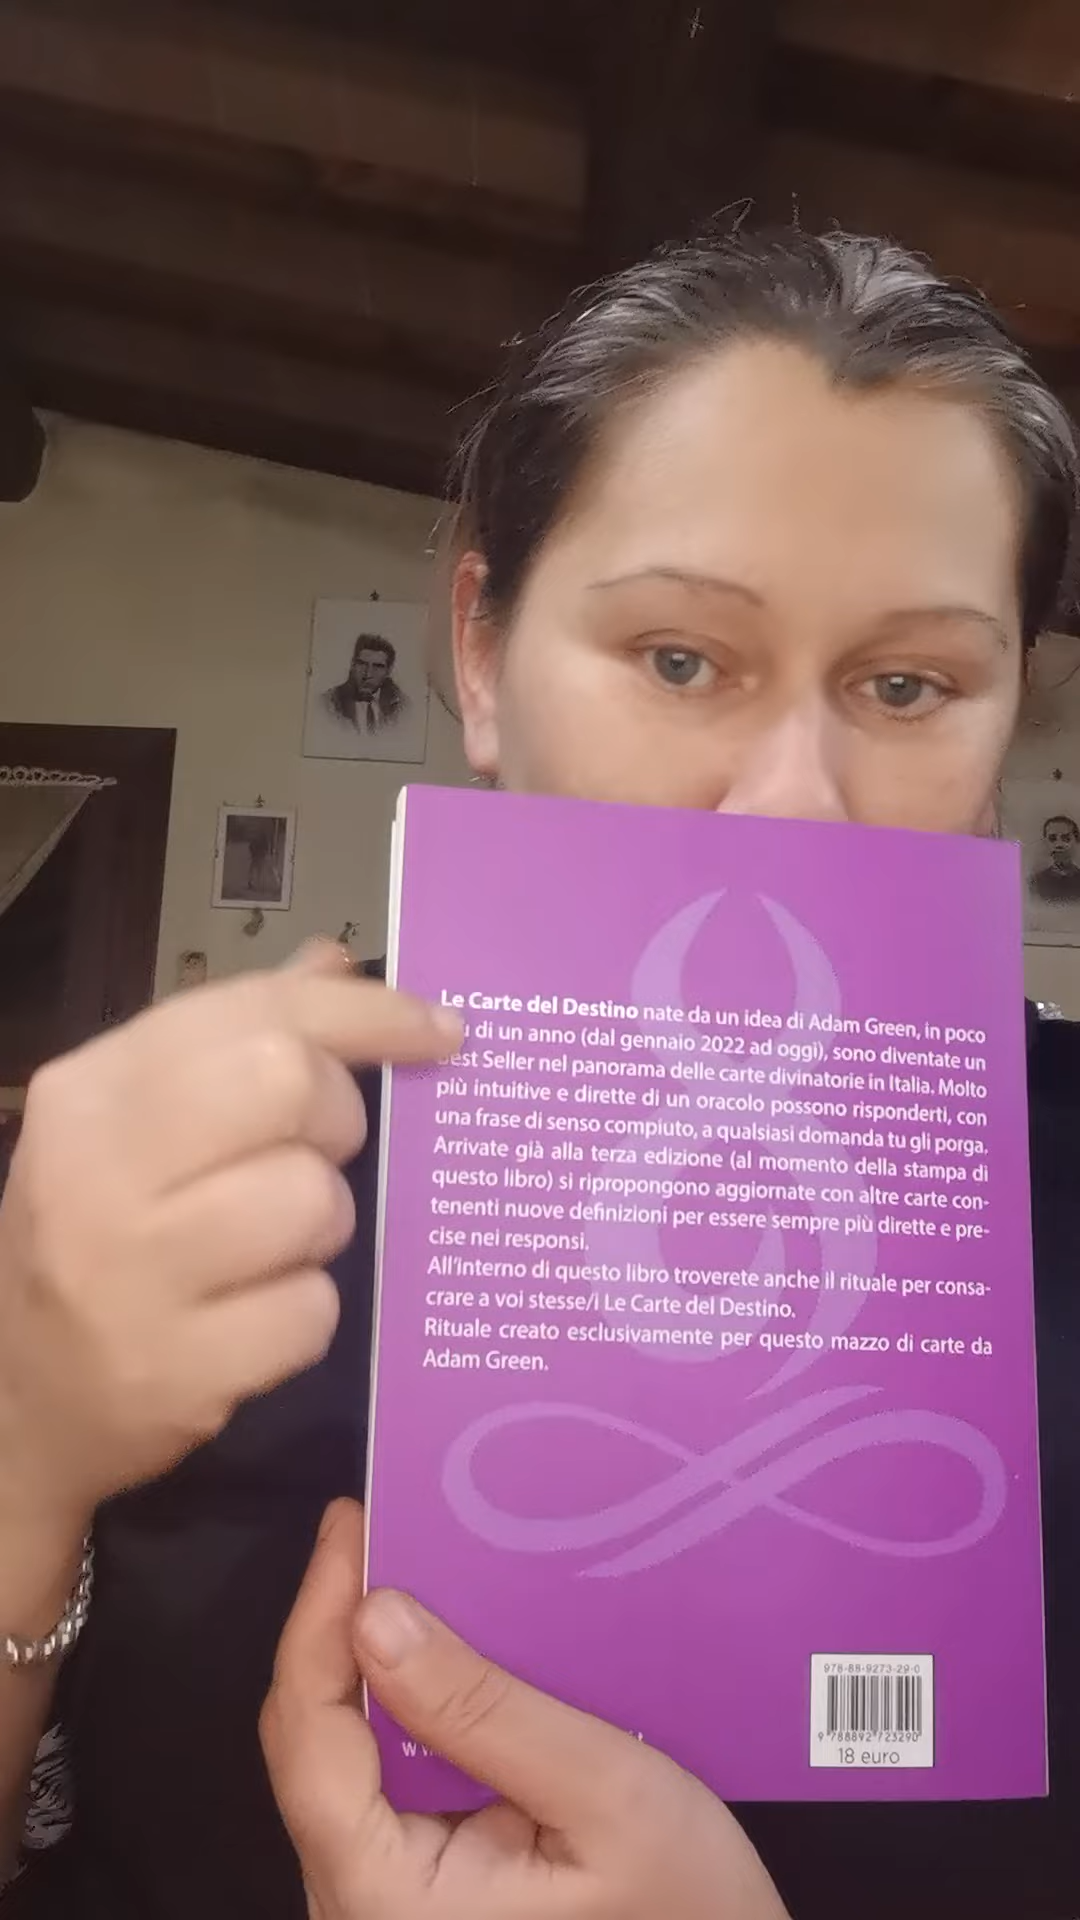 Le Carte del Destino nate da un idea di Adam Green, in poco
di un anno (dal gennaio 2022 ad oggi), sono diventate un
Best Seller nel panorama delle carte divinatorie in Italia. Molto
più intuitive e dirette di un oracolo possono risponderti, con
una frase di senso compiuto, a qualsiasi domanda tu gli porga.
Arrivate già alla terza edizione (al momento della stampa di
questo libro) si ripropongono aggiornate con altre carte con-
tenenti nuove definizioni per essere sempre più dirette e pre-
cise nei responsi.
All'interno di questo libro troverete anche il rituale per consa-
crare a voi stesse/i Le Carte del Destino.
Rituale creato esclusivamente per questo mazzo di carte da
Adam Green.
978-88-9273-29-0
9 788892 723290
18 euro